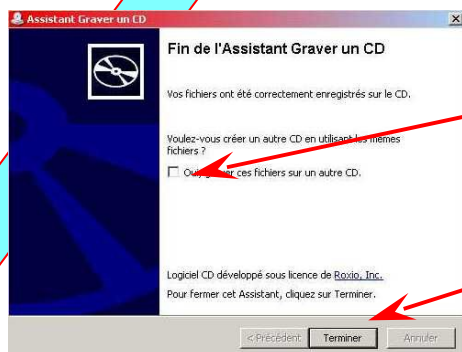 Assistant Graver un CD
Fin de l'Assistant Graver un CD
Vos fichiers ont été correctement enregistrés sur le CD.
Voulez-vous créer un autre CD en utilisant les mêmes
fichiers ?
Oui, graver ces fichiers sur un autre CD.
Logiciel CD développé sous licence de Roxio, Inc.
Pour fermer cet Assistant, cliquez sur Terminer.
< Précédent Terminer Annuler